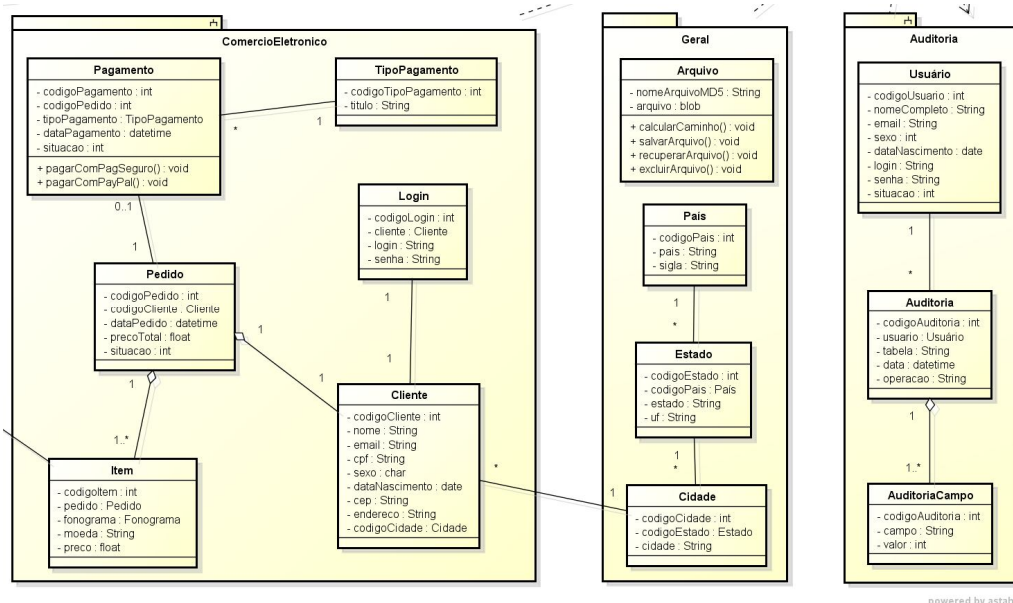 ComercioEletronico
Pagamento
- codigoPagamento : int
- codigoPedido : int
- tipoPagamento : TipoPagamento
- dataPagamento : datetime
- situacao : int
+ pagarComPagSeguro() : void
+ pagarComPayPal() : void
TipoPagamento
- codigoTipoPagamento : int
- titulo : String
*
1
0..1
1
Login
- codigoLogin : int
- cliente : Cliente
- login : String
- senha : String
Pedido
- codigoPedido : int
- codigoCliente : Cliente
- dataPedido : datetime
- precoTotal : float
- situacao : int
1
1
1
1
1
1..*
Cliente
- codigoCliente : int
- nome : String
- email : String
- cpf : String
- sexo : char
- dataNascimento : date
- cep : String
- endereco : String
- codigoCidade : Cidade
Item
- codigoItem : int
- pedido : Pedido
- fonograma : Fonograma
- moeda : String
- preco : float
*
1
Geral
Arquivo
- nomeArquivoMD5 : String
- arquivo : blob
+ calcularCaminho() : void
+ salvarArquivo() : void
+ recuperarArquivo() : void
+ excluirArquivo() : void
País
- codigoPais : int
- pais : String
- sigla : String
1
*
Estado
- codigoEstado : int
- codigoPais : País
- estado : String
- uf : String
1
*
Cidade
- codigoCidade : int
- codigoEstado : Estado
- cidade : String
Auditoria
Usuário
- codigoUsuario : int
- nomeCompleto : String
- email : String
- sexo : int
- dataNascimento : date
- login : String
- senha : String
- situacao : int
1
*
Auditoria
- codigoAuditoria : int
- usuario : Usuário
- tabela : String
- data : datetime
- operacao : String
1
1..*
AuditoriaCampo
- codigoAuditoria : int
- campo : String
- valor : int
powered by astah